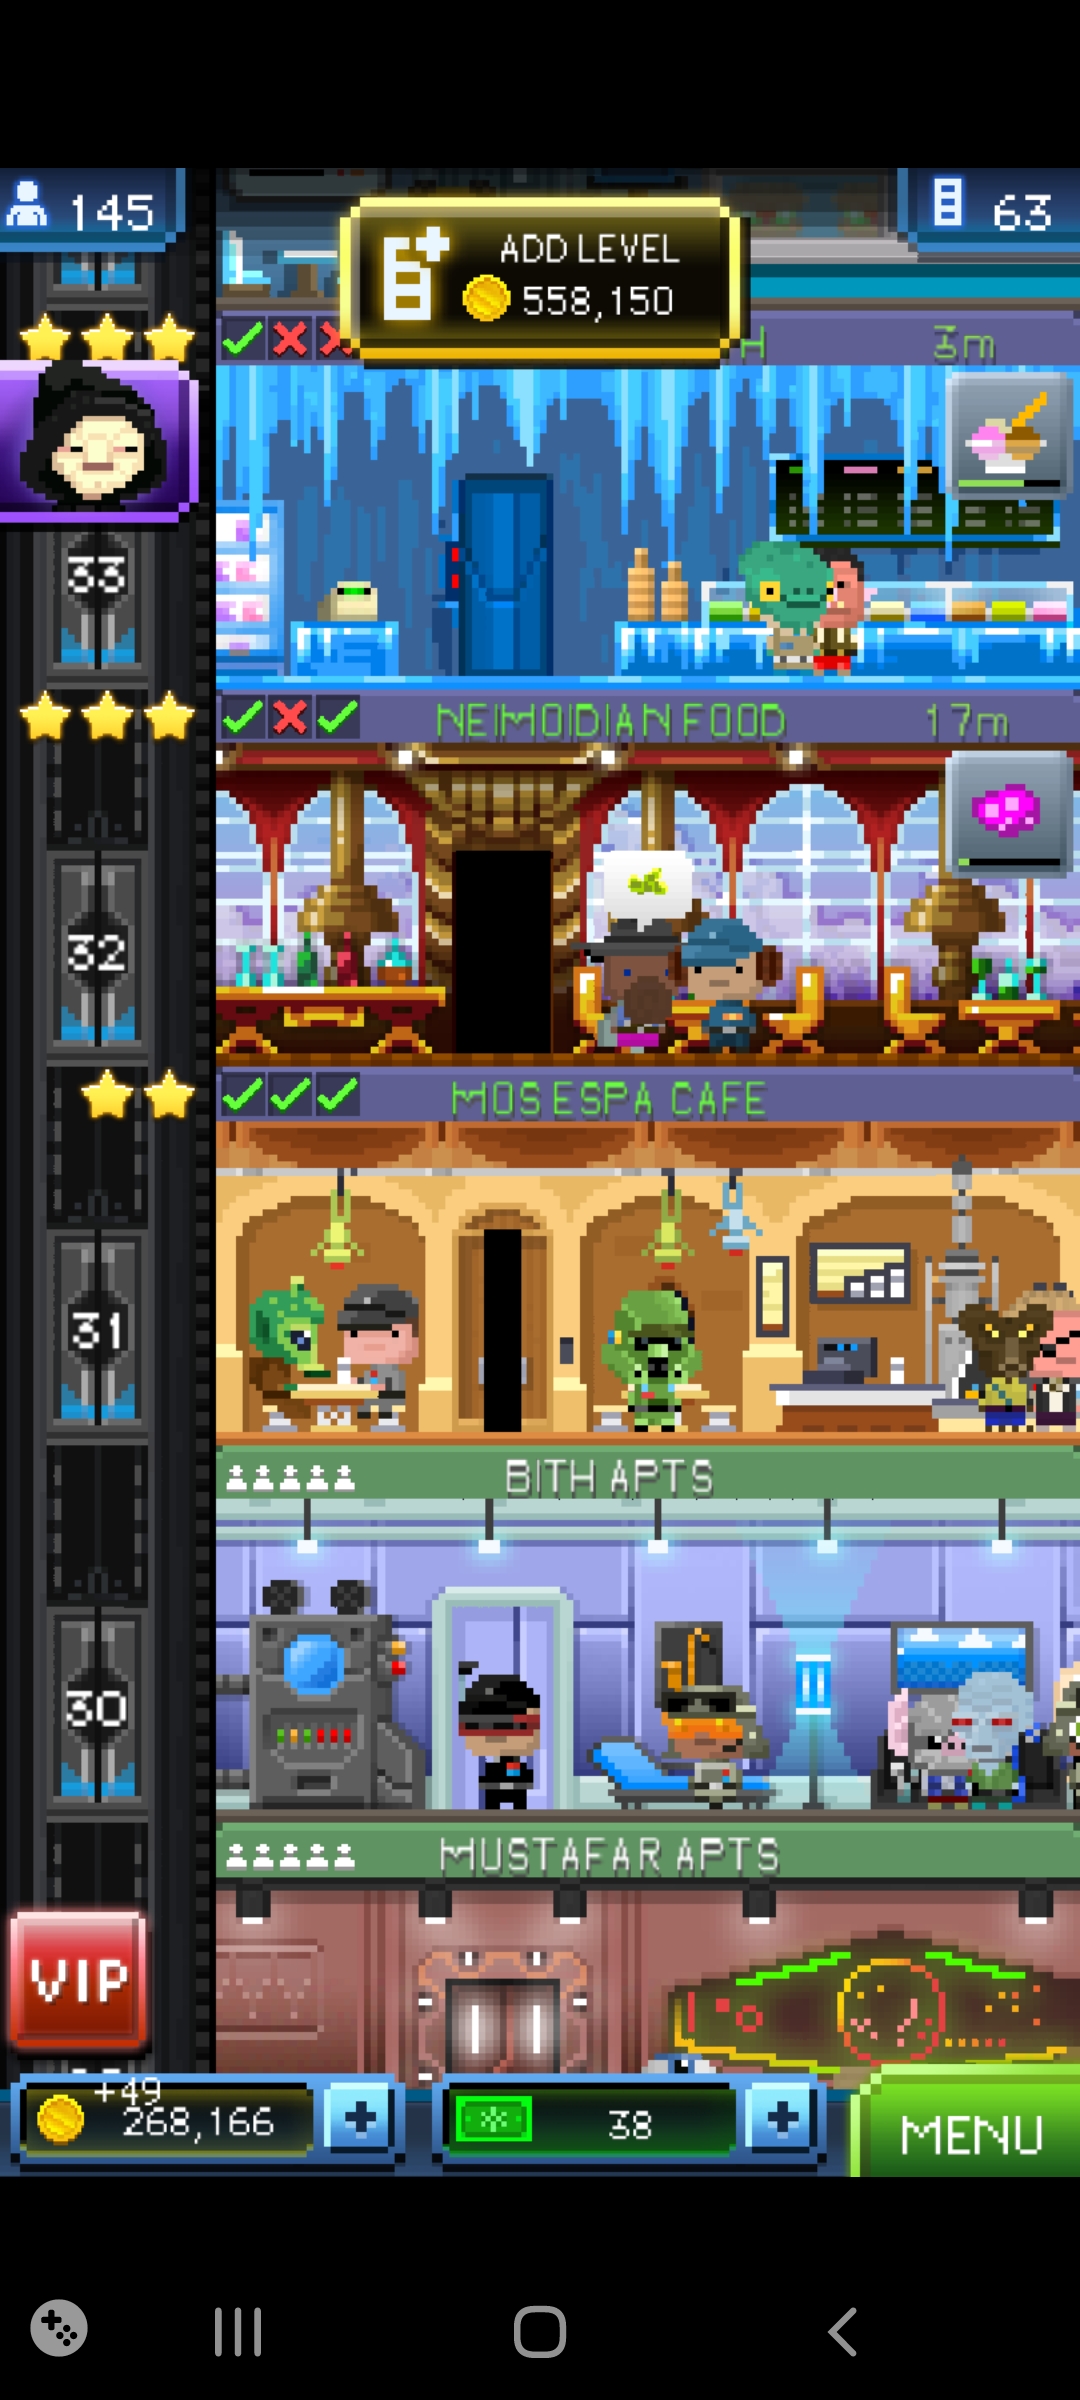 145
63
ADD LEVEL
558,150
3m
33
NEIMOIDIAN FOOD
17m
32
MOS ESPA CAFE
31
BITH APTS
30
MUSTAFAR APTS
VIP
+49
268,166
38
MENU